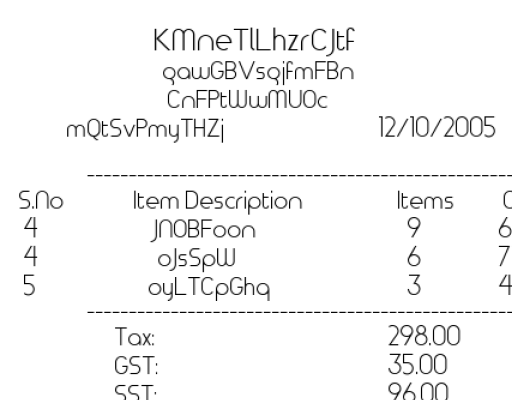 KMneTlLhzrCJtf
qawGBVsqjfmFBn
CnFPtWwMUOc
mQtSvPmyTHZj 12/10/2005
S.No Item Description Items
4 JNOBFoon 9 6
4 oJsSpW 6 7
5 oyLTCpGhq 3 4
Tax: 298.00
GST: 35.00
SST: 96.00